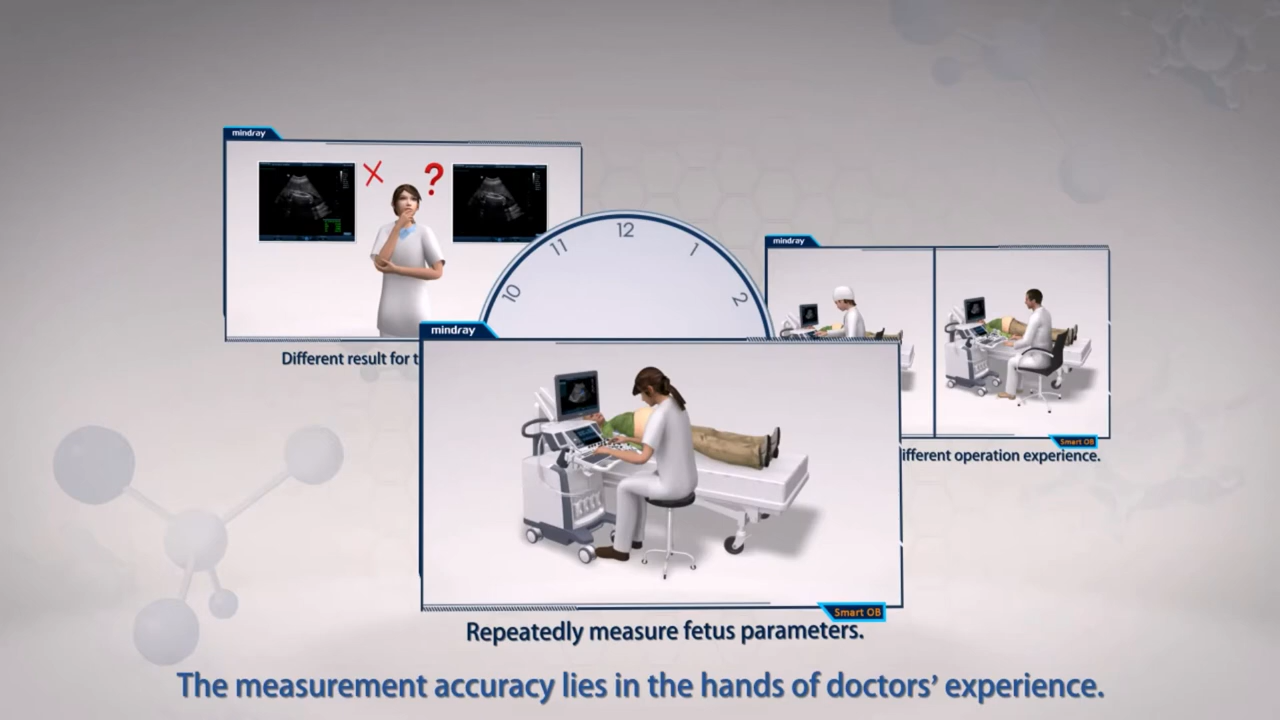 mindray
X ?
Different result for t
mindray
ifferent operation experience.
Smart OB
10 11 12 1 2
mindray
Smart OB
Repeatedly measure fetus parameters.
The measurement accuracy lies in the hands of doctors' experience.